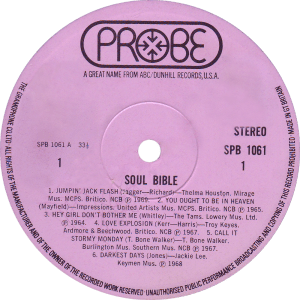 PROBE
A GREAT NAME FROM ABC/DUNHILL RECORDS, U.S.A.
STEREO
SPB 1061 A 33⅓
SPB 1061
1
1
SOUL BIBLE
1. JUMPIN' JACK FLASH (Jagger—Richard)—Thelma Houston. Mirage
Mus. MCPS. Britico. NCB ℗ 1969. 2. YOU OUGHT TO BE IN HEAVEN
(Mayfield)—Impressions. United Artists Mus. MCPS. Britico. NCB ℗ 1965.
3. HEY GIRL DON'T BOTHER ME (Whitley)—The Tams. Lowery Mus. Ltd.
℗ 1964. 4. LOVE EXPLOSION (Kerr—Harris)—Troy Keyes.
Ardmore & Beechwood. Britico. NCB ℗ 1967. 5. CALL IT
STORMY MONDAY (T. Bone Walker)—T. Bone Walker.
Burlington Mus. Southern Mus. NCB ℗ 1967.
6. DARKEST DAYS (Jones)—Jackie Lee.
Keymen Mus. ℗ 1968
THE GRAMOPHONE CO. LTD. ALL RIGHTS OF THE MANUFACTURER AND OF THE OWNER OF THE RECORDED WORK RESERVED UNAUTHORISED PUBLIC PERFORMANCE BROADCASTING AND COPYING OF THIS RECORD PROHIBITED
MADE IN GT BRITAIN